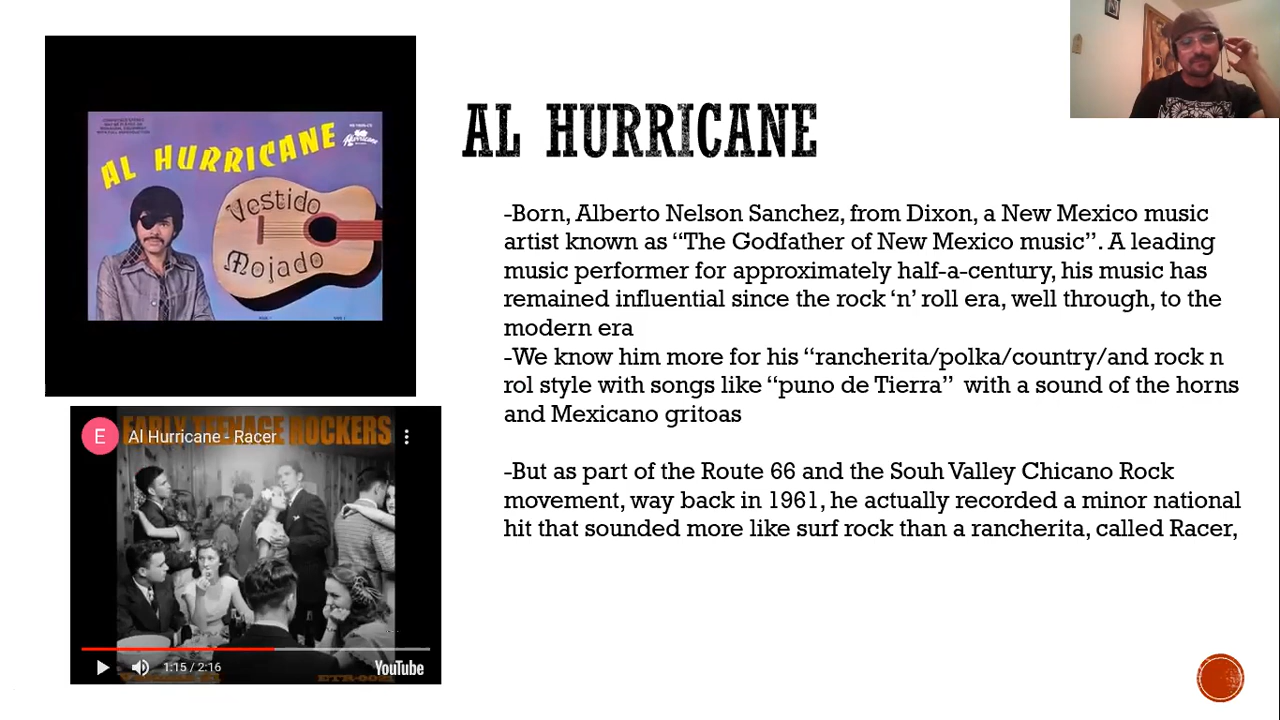 AL HURRICANE
Hurricane
Vestido
Mojado
AL HURRICANE
-Born, Alberto Nelson Sanchez, from Dixon, a New Mexico music
artist known as “The Godfather of New Mexico music”. A leading
music performer for approximately half-a-century, his music has
remained influential since the rock ‘n’ roll era, well through, to the
modern era
-We know him more for his “rancherita/polka/country/and rock n
rol style with songs like “puno de Tierra”  with a sound of the horns
and Mexicano gritoas
-But as part of the Route 66 and the Souh Valley Chicano Rock
movement, way back in 1961, he actually recorded a minor national
hit that sounded more like surf rock than a rancherita, called Racer,
EARLY TEENAGE ROCKERS
E Al Hurricane - Racer
1:15 / 2:16 YouTube